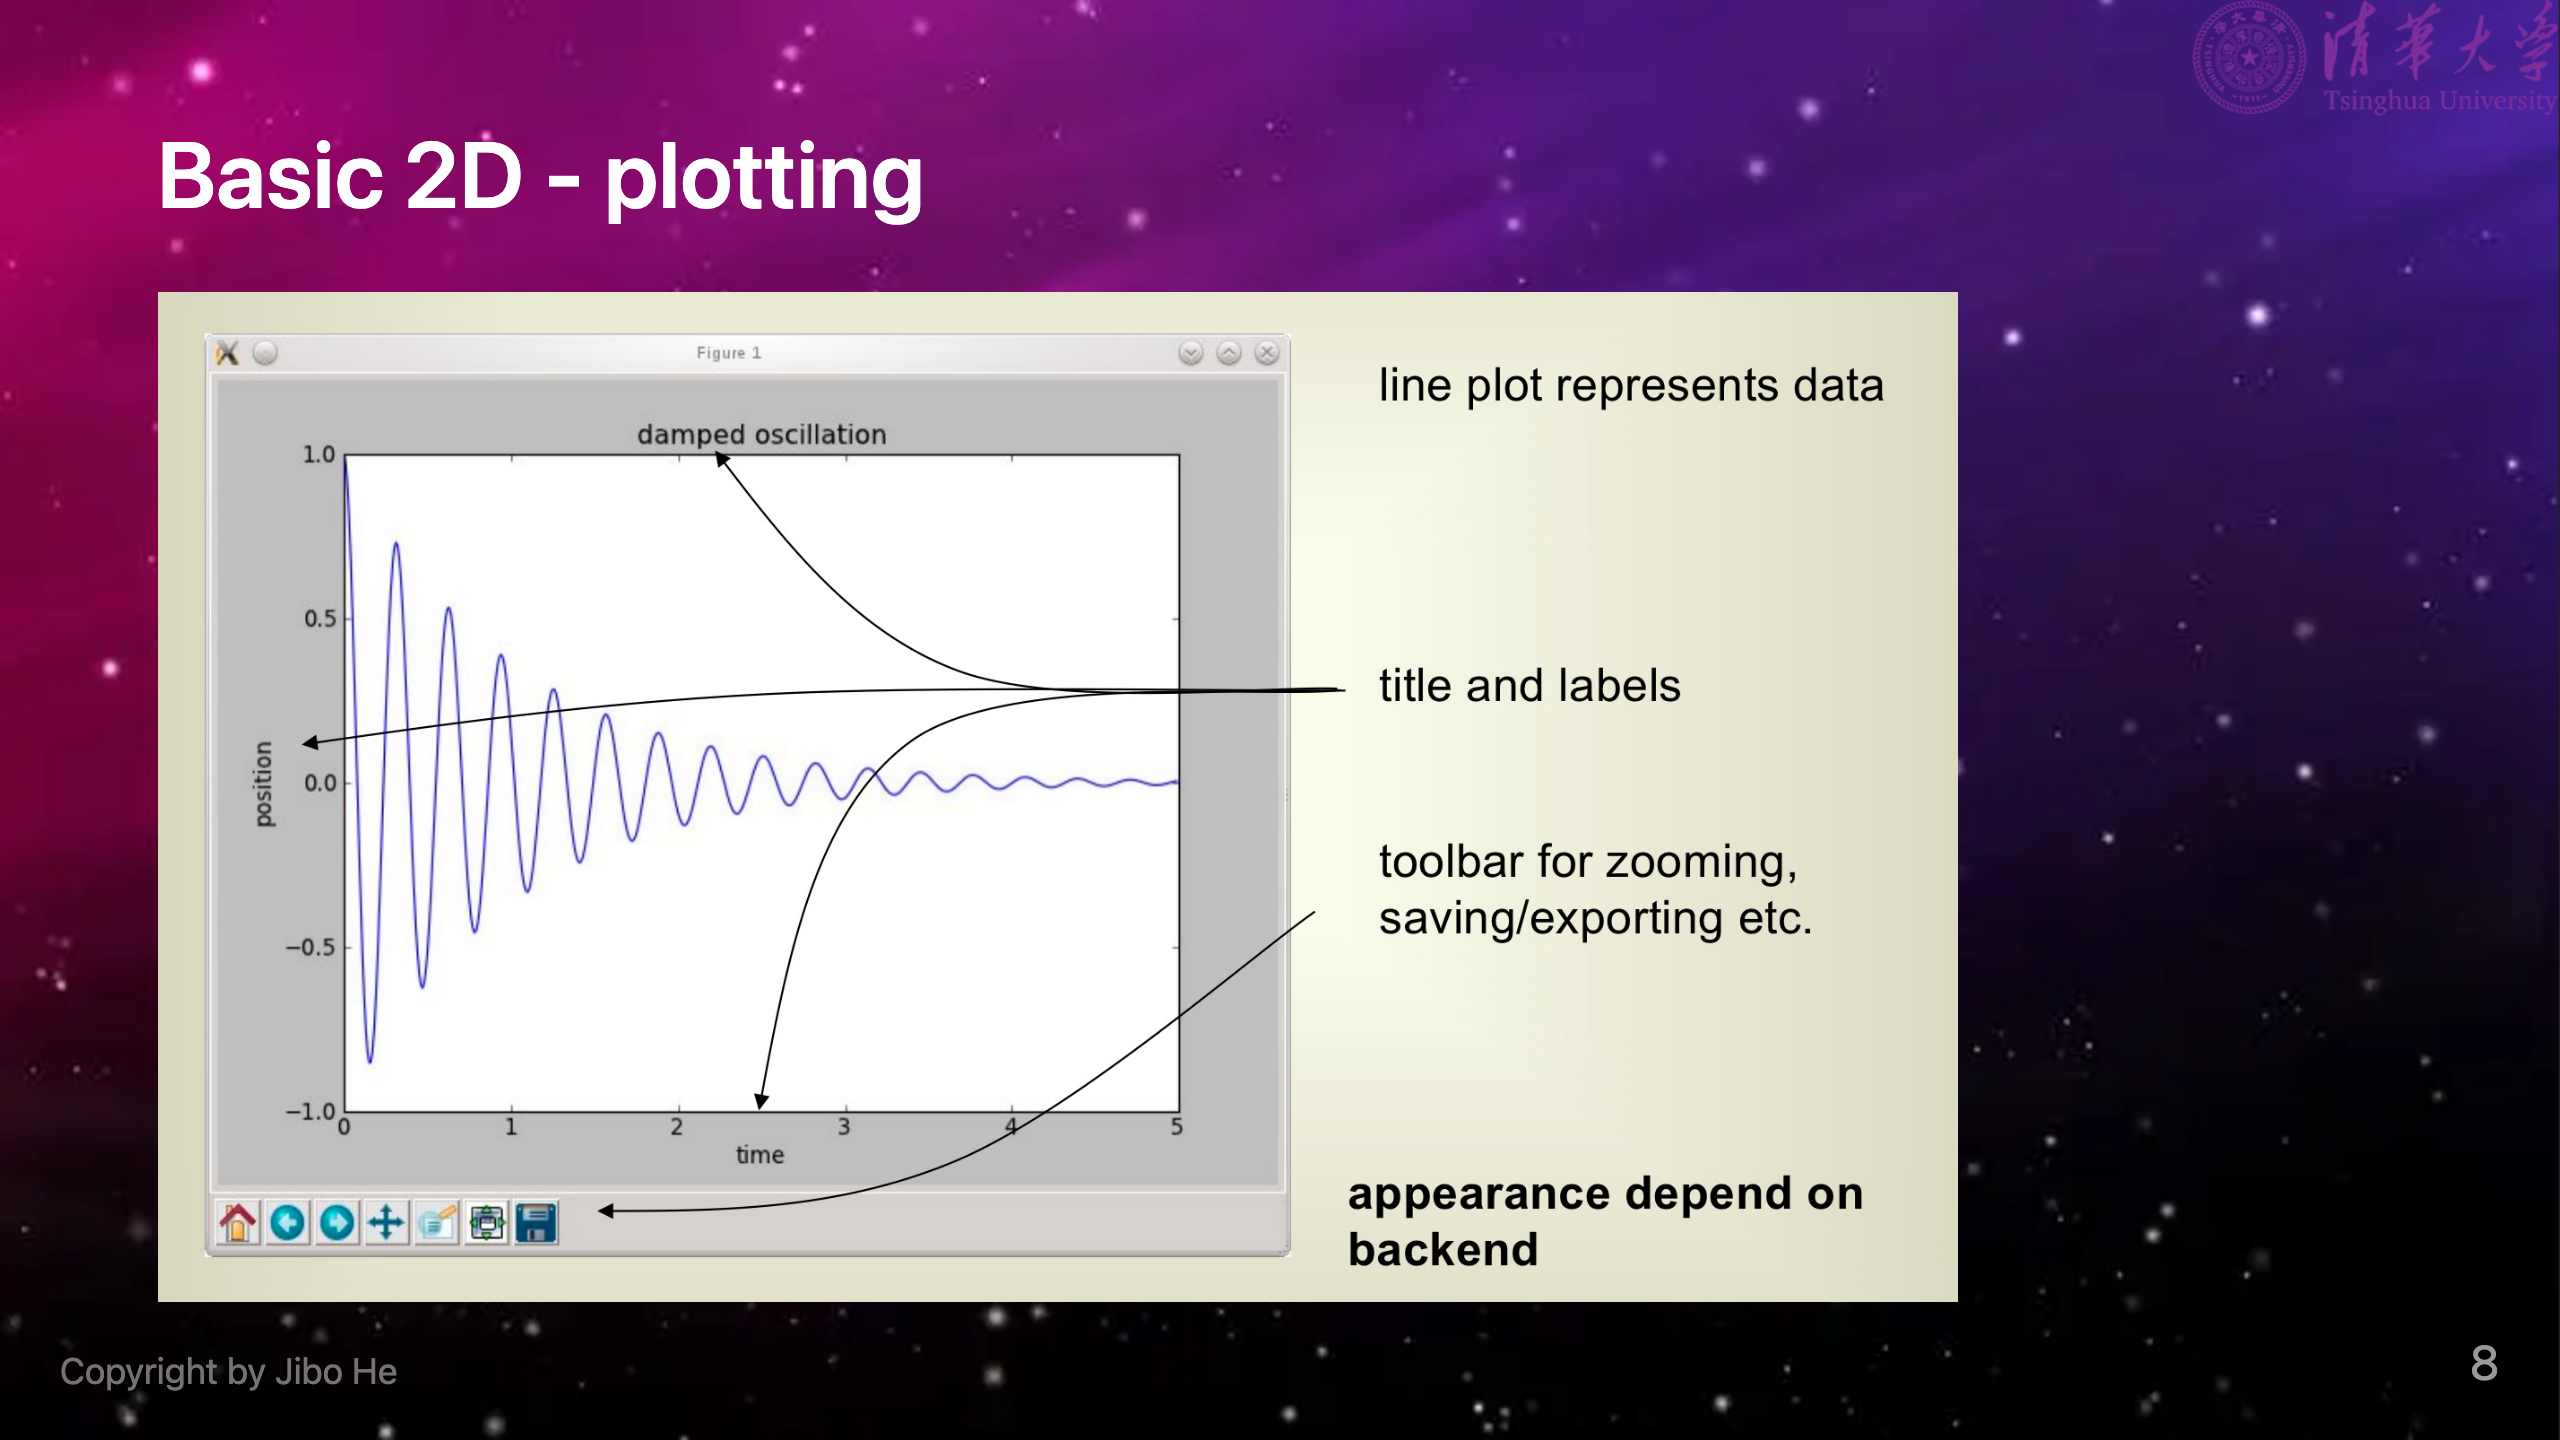 清华大学
Tsinghua University
Basic 2D - plotting
Figure 1
line plot represents data
damped oscillation
1.0
0.5
0.0
−0.5
−1.0
position
0 1 2 3 4 5
time
title and labels
toolbar for zooming,
saving/exporting etc.
appearance depend on
backend
Copyright by Jibo He
8